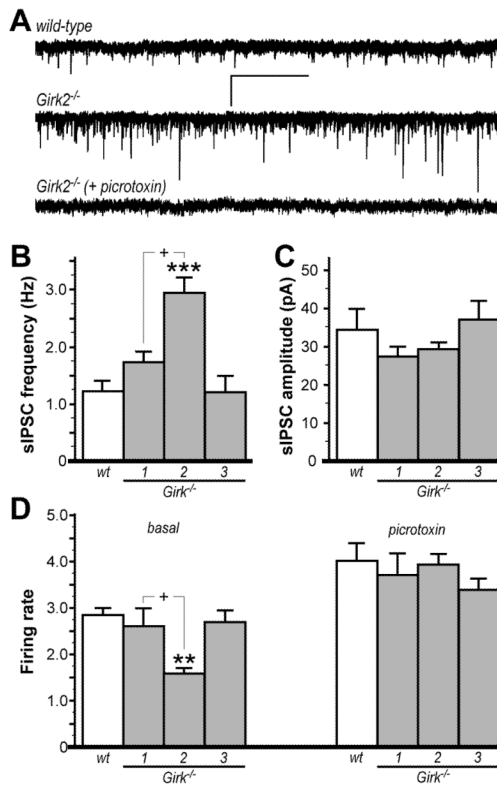 A
wild-type
Girk2-/-
Girk2-/- (+ picrotoxin)
B
sIPSC frequency (Hz)
3.0
2.0
1.0
0
+
***
wt 1 2 3
Girk-/-
C
sIPSC amplitude (pA)
50
40
30
20
10
0
wt 1 2 3
Girk-/-
D
basal picrotoxin
Firing rate
5.0
4.0
3.0
2.0
1.0
0
+
**
wt 1 2 3 wt 1 2 3
Girk-/- Girk-/-